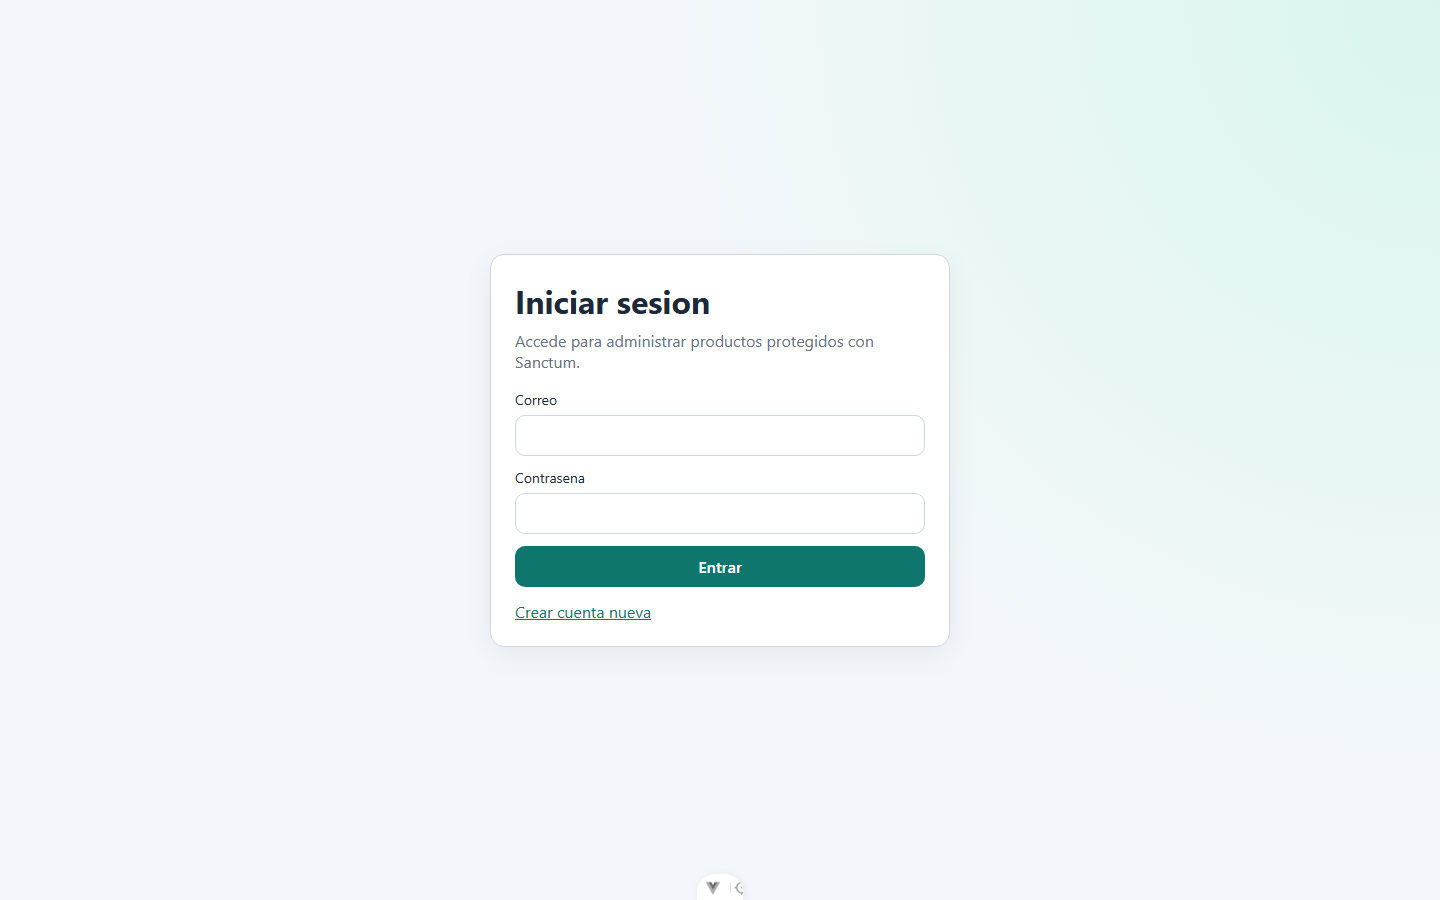 Iniciar sesion
Accede para administrar productos protegidos con
Sanctum.
Correo
Contrasena
Entrar
Crear cuenta nueva